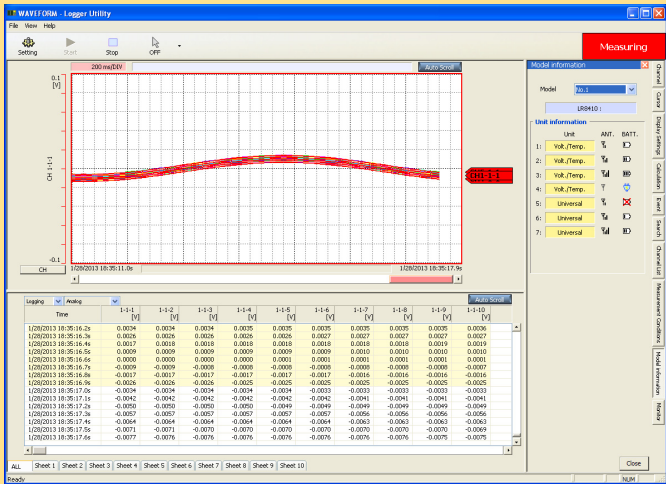 WAVEFORM - Logger Utility
File View Help
Setting Start Stop OFF
Measuring
200 ms/DIV Auto Scroll
0.1
[V]
CH 1-1-1
-0.1
CH 1/28/2013 18:35:11.0s 1/28/2013 18:35:17.9s
Logging Analog Auto Scroll
Time 1-1-1 1-1-2 1-1-3 1-1-4 1-1-5 1-1-6 1-1-7 1-1-8 1-1-9 1-1-10
[V] [V] [V] [V] [V] [V] [V] [V] [V] [V]
1/28/2013 18:35:16.2s 0.0034 0.0034 0.0034 0.0035 0.0035 0.0035 0.0035 0.0035 0.0035 0.0036
1/28/2013 18:35:16.3s 0.0026 0.0026 0.0026 0.0026 0.0026 0.0027 0.0027 0.0027 0.0027 0.0028
1/28/2013 18:35:16.4s 0.0017 0.0018 0.0018 0.0018 0.0018 0.0018 0.0018 0.0018 0.0019 0.0019
1/28/2013 18:35:16.5s 0.0009 0.0009 0.0009 0.0009 0.0009 0.0009 0.0010 0.0010 0.0010 0.0010
1/28/2013 18:35:16.6s 0.0000 0.0000 0.0000 0.0000 0.0001 0.0001 0.0001 0.0001 0.0001 0.0001
1/28/2013 18:35:16.7s -0.0009 -0.0009 -0.0008 -0.0008 -0.0008 -0.0008 -0.0008 -0.0008 -0.0008 -0.0007
1/28/2013 18:35:16.8s -0.0017 -0.0017 -0.0017 -0.0017 -0.0017 -0.0017 -0.0016 -0.0016 -0.0016 -0.0016
1/28/2013 18:35:16.9s -0.0026 -0.0026 -0.0026 -0.0025 -0.0025 -0.0025 -0.0025 -0.0025 -0.0025 -0.0025
1/28/2013 18:35:17.0s -0.0034 -0.0034 -0.0034 -0.0034 -0.0034 -0.0034 -0.0033 -0.0033 -0.0033 -0.0033
1/28/2013 18:35:17.1s -0.0042 -0.0042 -0.0042 -0.0042 -0.0042 -0.0042 -0.0041 -0.0041 -0.0041 -0.0041
1/28/2013 18:35:17.2s -0.0050 -0.0050 -0.0050 -0.0050 -0.0049 -0.0049 -0.0049 -0.0049 -0.0049 -0.0049
1/28/2013 18:35:17.3s -0.0057 -0.0057 -0.0057 -0.0057 -0.0057 -0.0057 -0.0056 -0.0056 -0.0056 -0.0056
1/28/2013 18:35:17.4s -0.0064 -0.0064 -0.0064 -0.0064 -0.0064 -0.0064 -0.0063 -0.0063 -0.0063 -0.0063
1/28/2013 18:35:17.5s -0.0071 -0.0071 -0.0070 -0.0070 -0.0070 -0.0070 -0.0070 -0.0070 -0.0070 -0.0069
1/28/2013 18:35:17.6s -0.0077 -0.0076 -0.0076 -0.0076 -0.0076 -0.0076 -0.0076 -0.0076 -0.0075 -0.0075
ALL Sheet 1 Sheet 2 Sheet 3 Sheet 4 Sheet 5 Sheet 6 Sheet 7 Sheet 8 Sheet 9 Sheet 10
Ready NUM
Model information
Model No.1
LR8410 :
Unit information
Unit ANT. BATT.
1: Volt./Temp.
2: Volt./Temp.
3: Volt./Temp.
4: Volt./Temp.
5: Universal
6: Universal
7: Universal
Close
Channel
Cursor
Display Settings
Calculation
Event
Search
Channel List
Measurement Conditions
Model information
Monitor